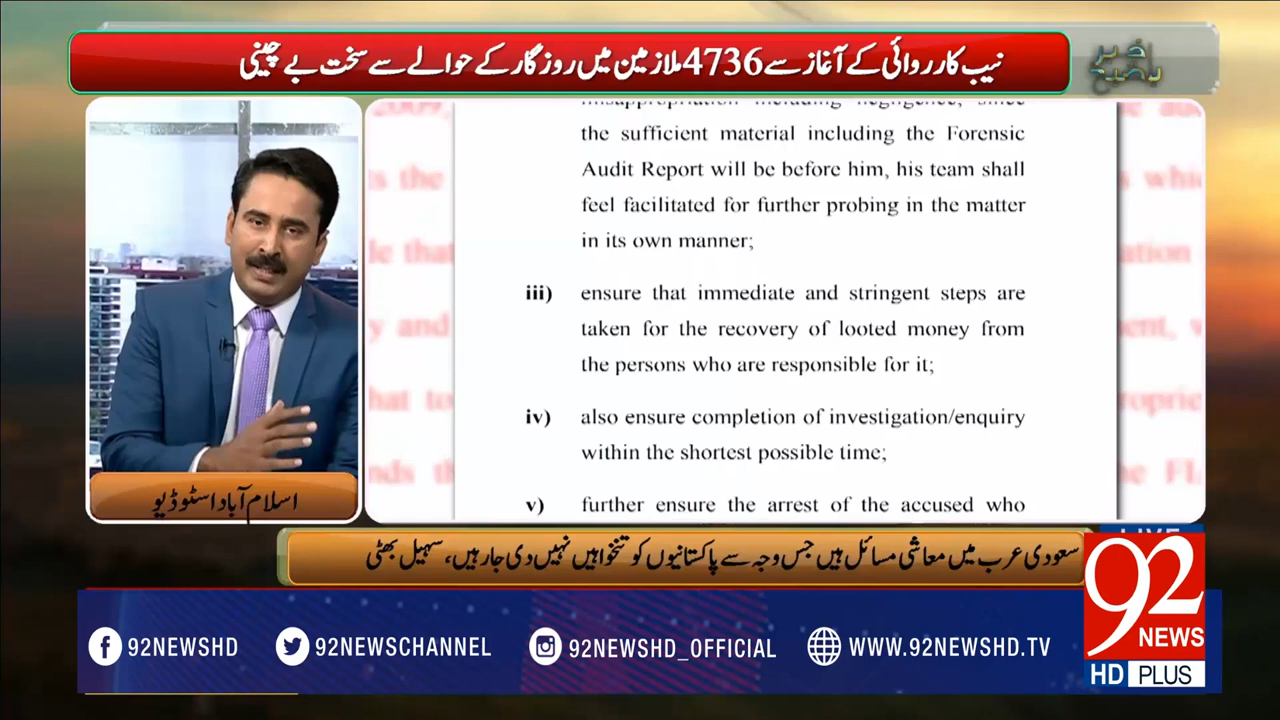 نیب کارروائی کے آغاز سے 4736 ملازمین میں روزگار کے حوالے سے سخت بے چینی
misappropriation including negligence, since
the sufficient material including the Forensic
Audit Report will be before him, his team shall
feel facilitated for further probing in the matter
in its own manner;
iii) ensure that immediate and stringent steps are
taken for the recovery of looted money from
the persons who are responsible for it;
iv) also ensure completion of investigation/enquiry
within the shortest possible time;
v) further ensure the arrest of the accused who
اسلام آباد اسٹوڈیو
سعودی عرب میں معاشی مسائل ہیں جس وجہ سے پاکستانیوں کو تنخواہیں نہیں دی جارہیں، سہیل بھٹی
LIVE
92
NEWS
HD PLUS
92NEWSHD
92NEWSCHANNEL
92NEWSHD_OFFICIAL
WWW.92NEWSHD.TV